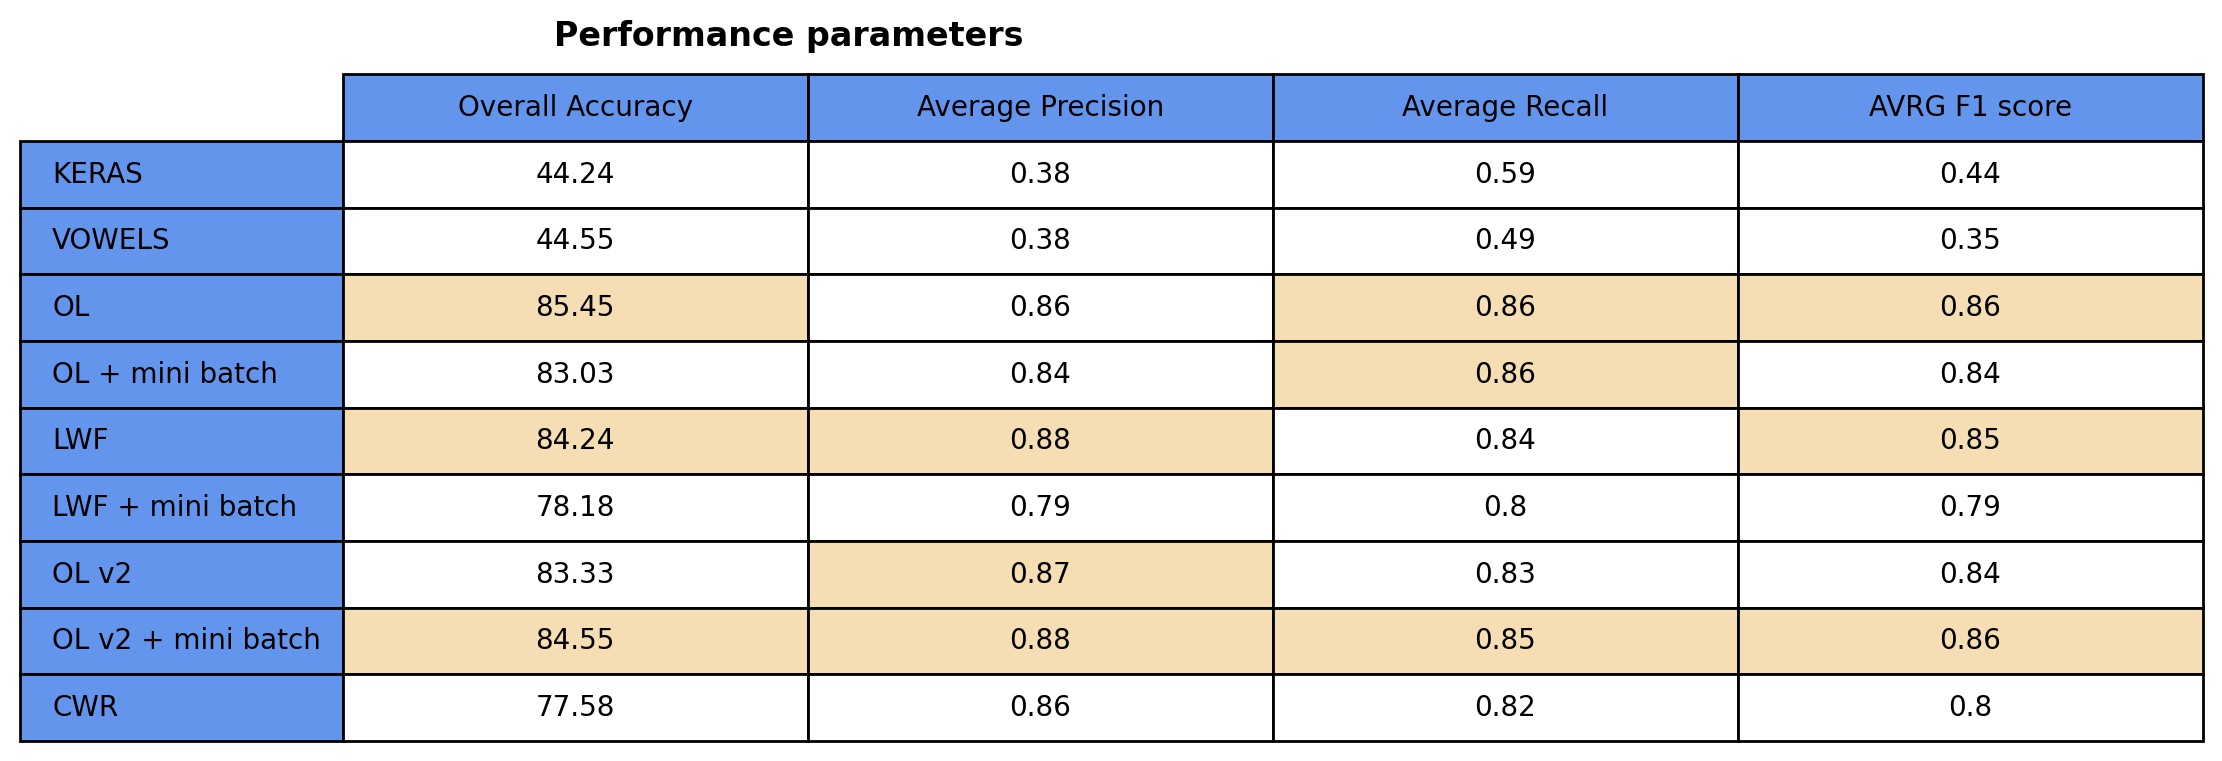 Performance parameters
Overall Accuracy Average Precision Average Recall AVRG F1 score
KERAS 44.24 0.38 0.59 0.44
VOWELS 44.55 0.38 0.49 0.35
OL 85.45 0.86 0.86 0.86
OL + mini batch 83.03 0.84 0.86 0.84
LWF 84.24 0.88 0.84 0.85
LWF + mini batch 78.18 0.79 0.8 0.79
OL v2 83.33 0.87 0.83 0.84
OL v2 + mini batch 84.55 0.88 0.85 0.86
CWR 77.58 0.86 0.82 0.8